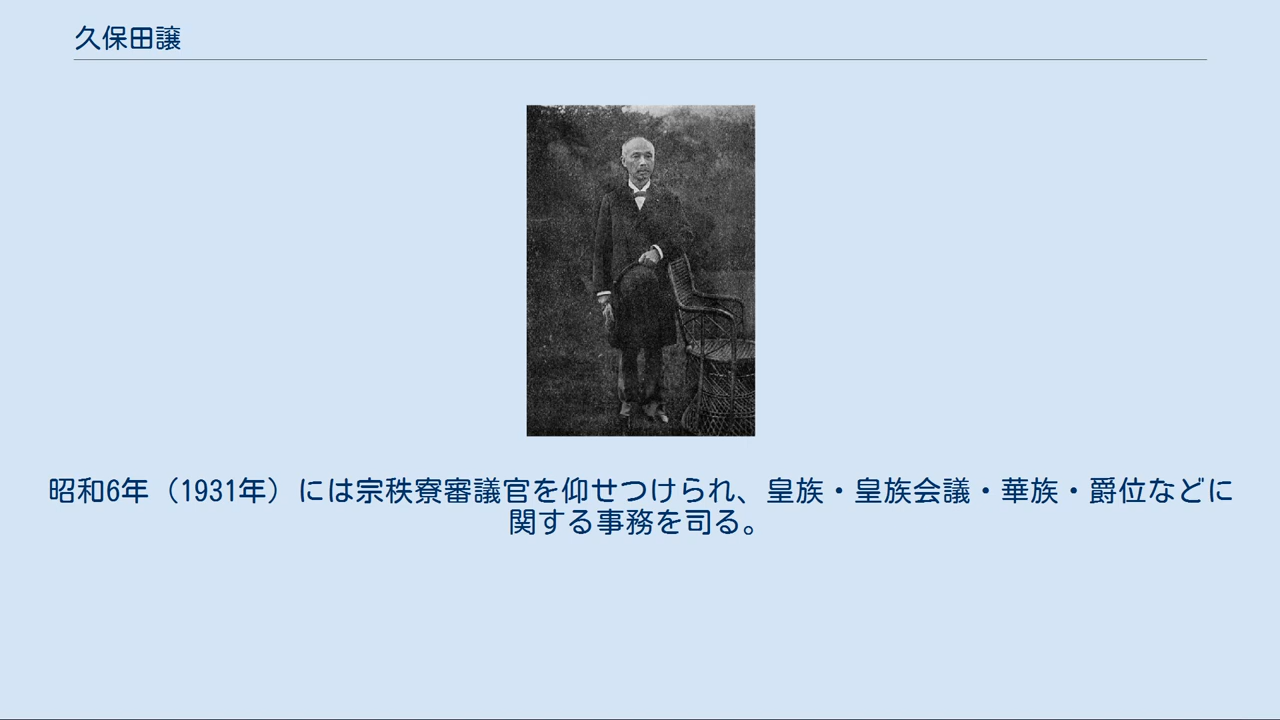 久保田譲
昭和6年（1931年）には宗秩寮審議官を仰せつけられ、皇族・皇族会議・華族・爵位などに
関する事務を司る。